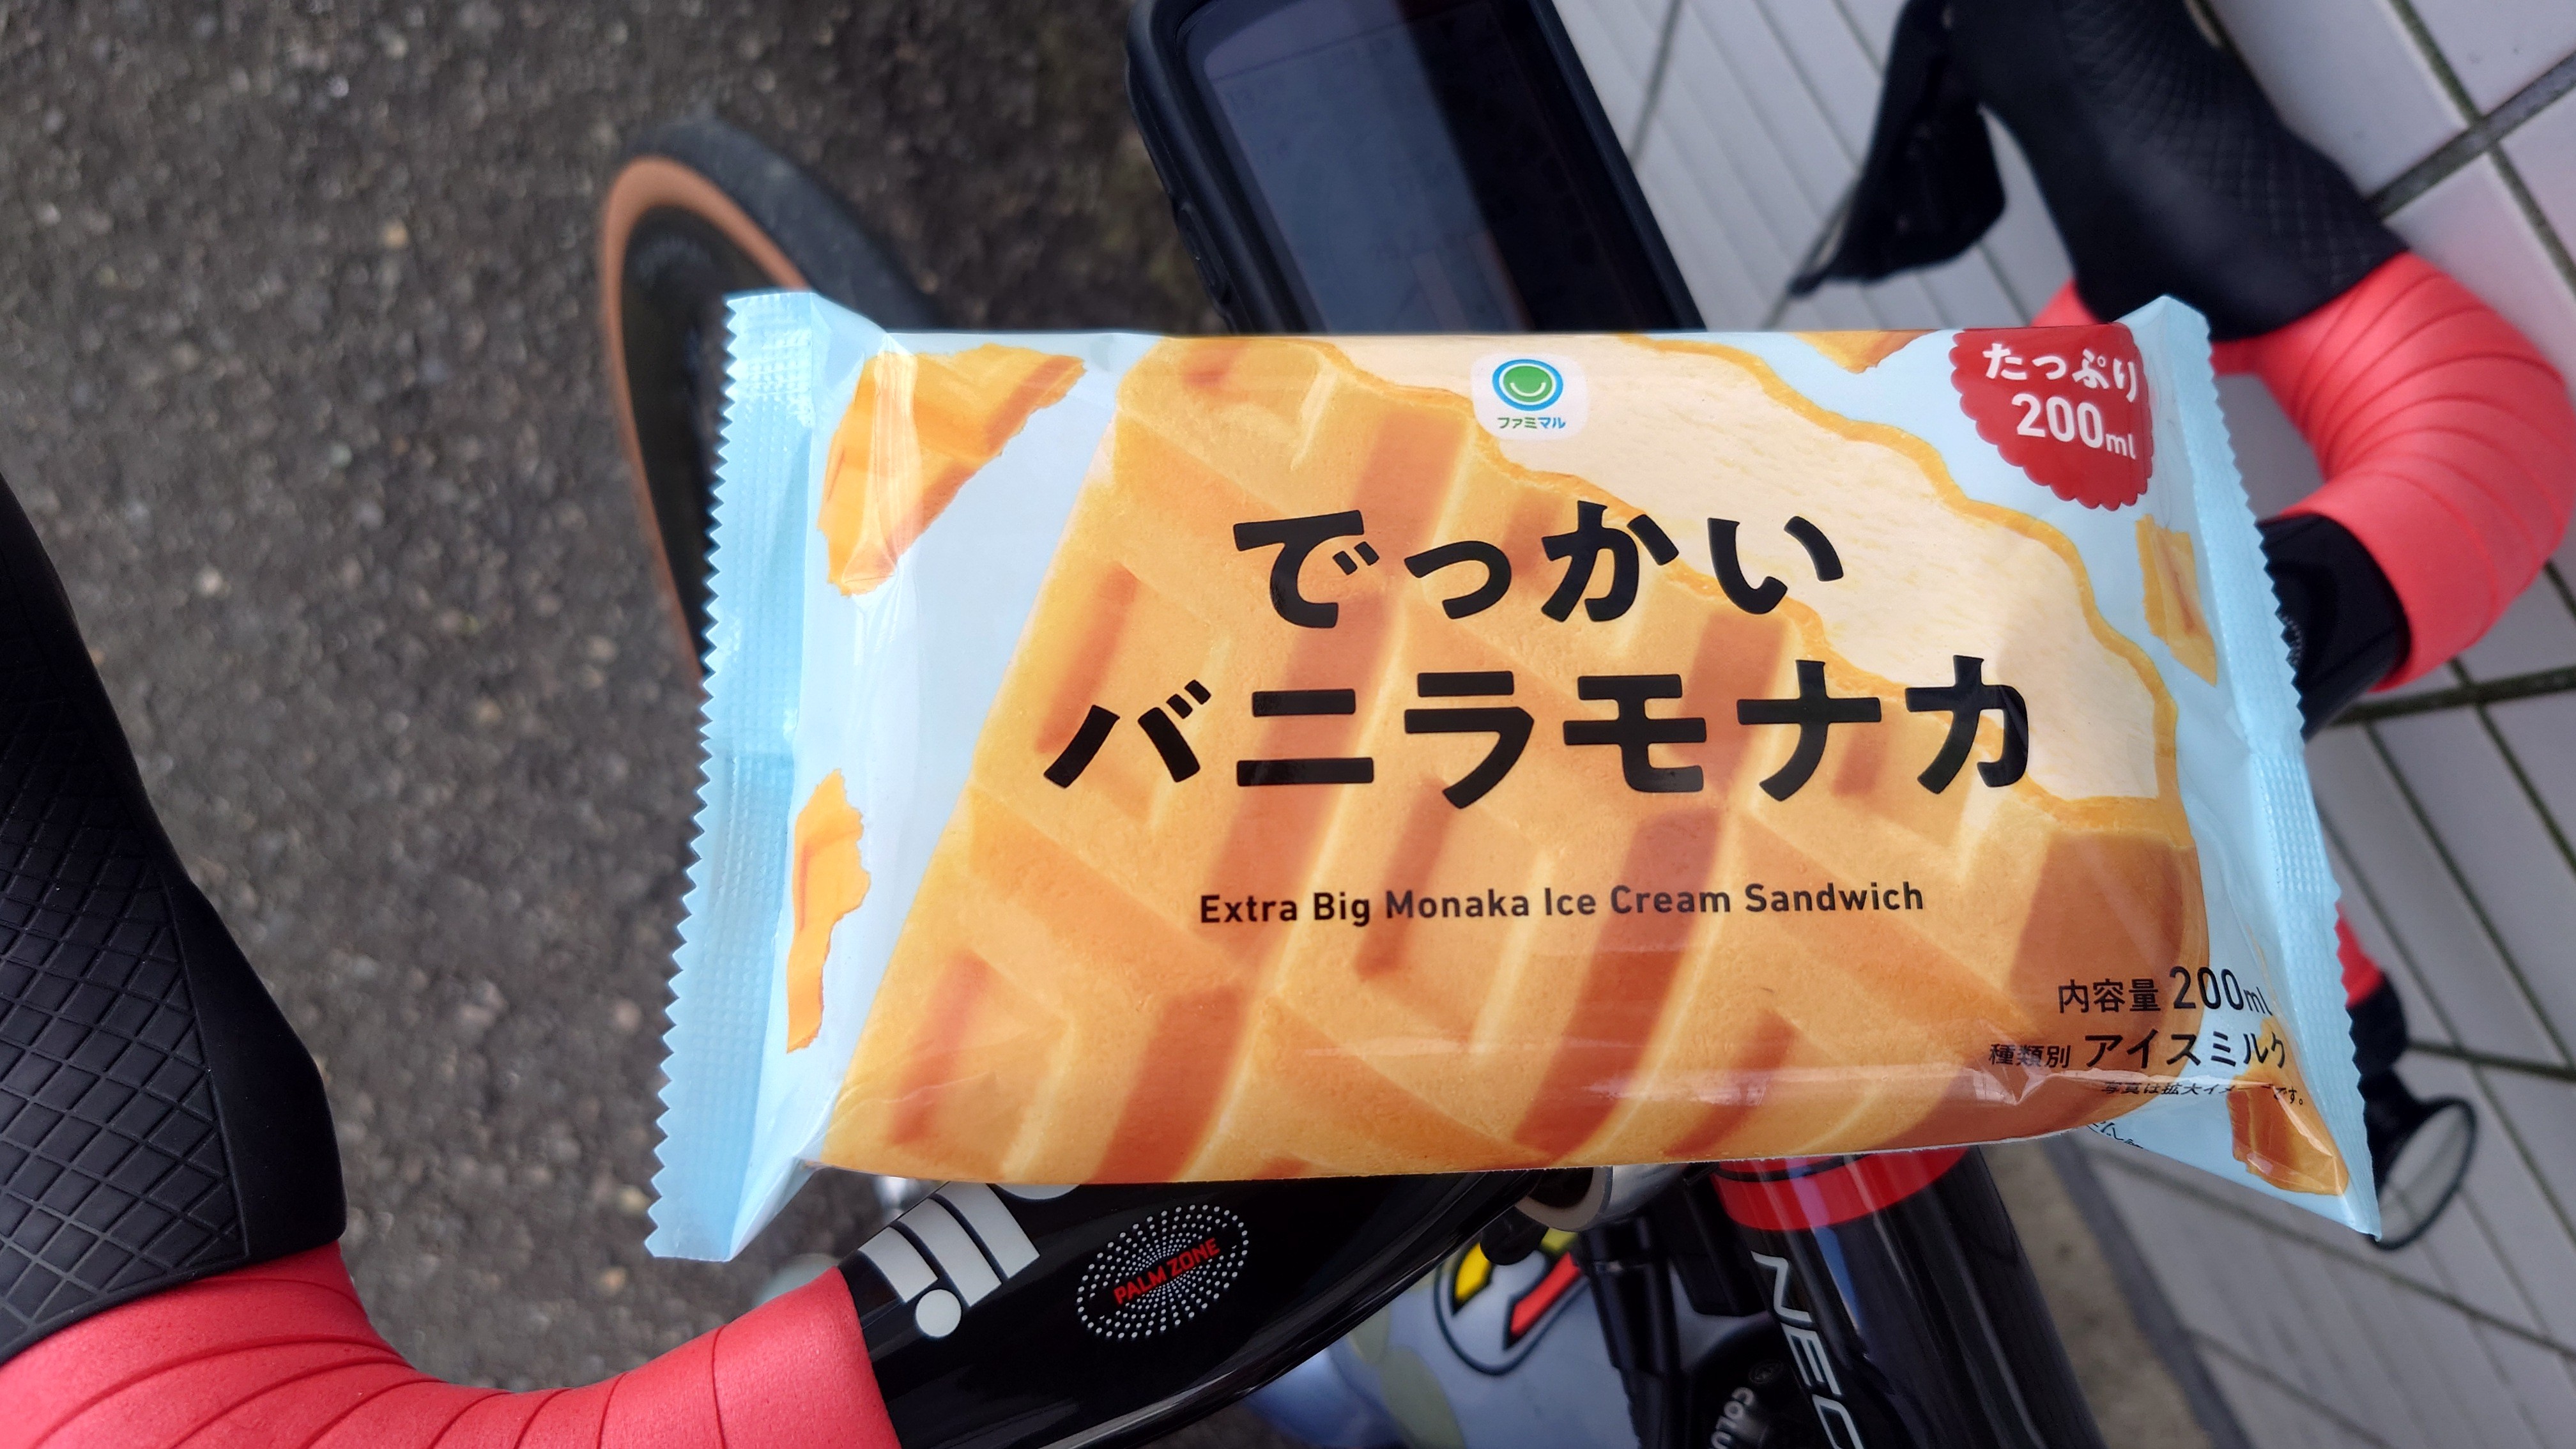 ファミマル
たっぷり
200ml
でっかい
バニラモナカ
Extra Big Monaka Ice Cream Sandwich
内容量 200ml
種類別 アイスミルク
PALM ZONE